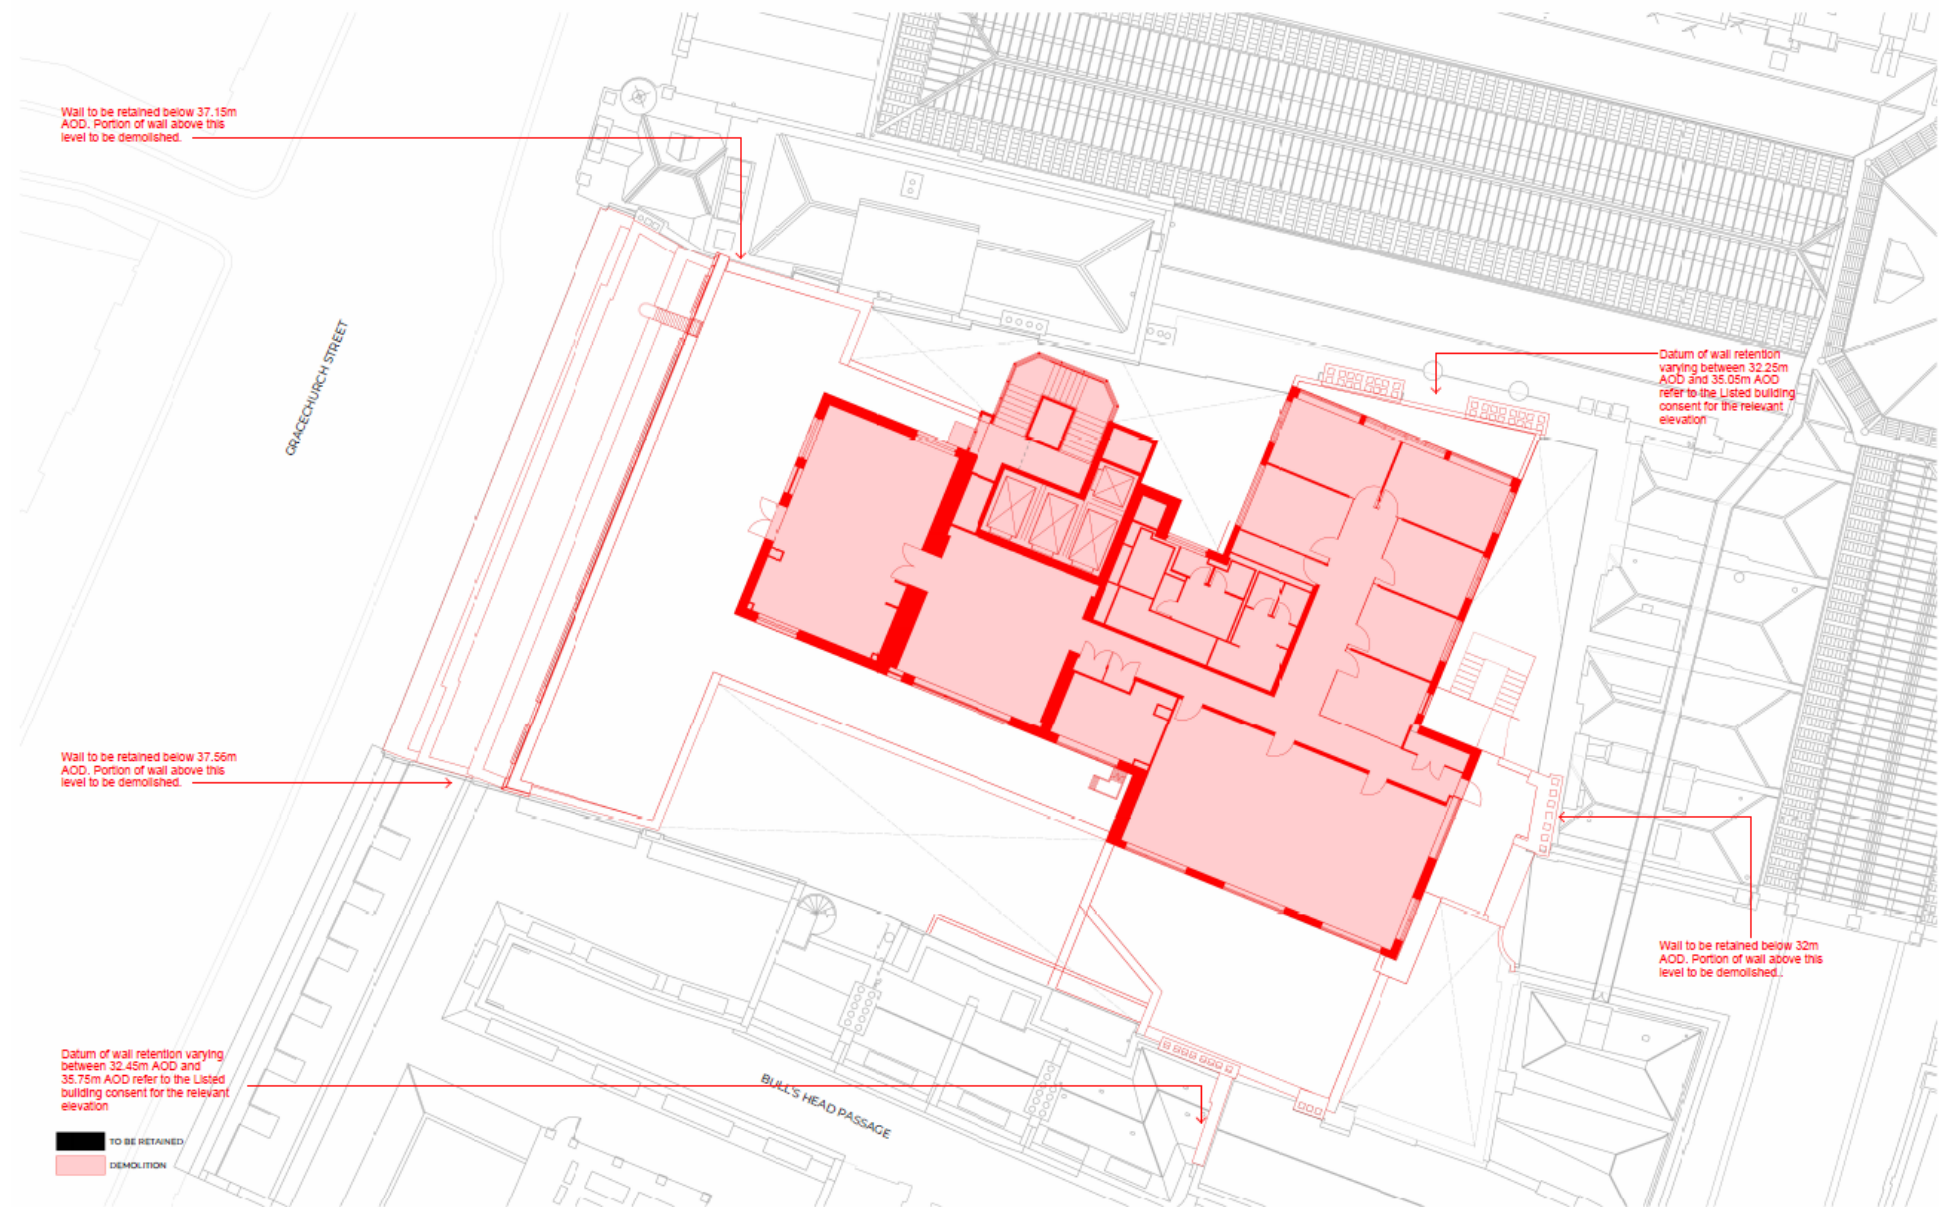 Wall to be retained below 37.15m
AOD. Portion of wall above this
level to be demolished.
GRACECHURCH STREET
Datum of wall retention
varying between 32.25m
AOD and 35.05m AOD
refer to the Listed building
consent for the relevant
elevation
Wall to be retained below 37.56m
AOD. Portion of wall above this
level to be demolished.
Wall to be retained below 32m
AOD. Portion of wall above this
level to be demolished..
Datum of wall retention varying
between 32.45m AOD and
35.75m AOD refer to the Listed
building consent for the relevant
elevation
BULL'S HEAD PASSAGE
TO BE RETAINED
DEMOLITION